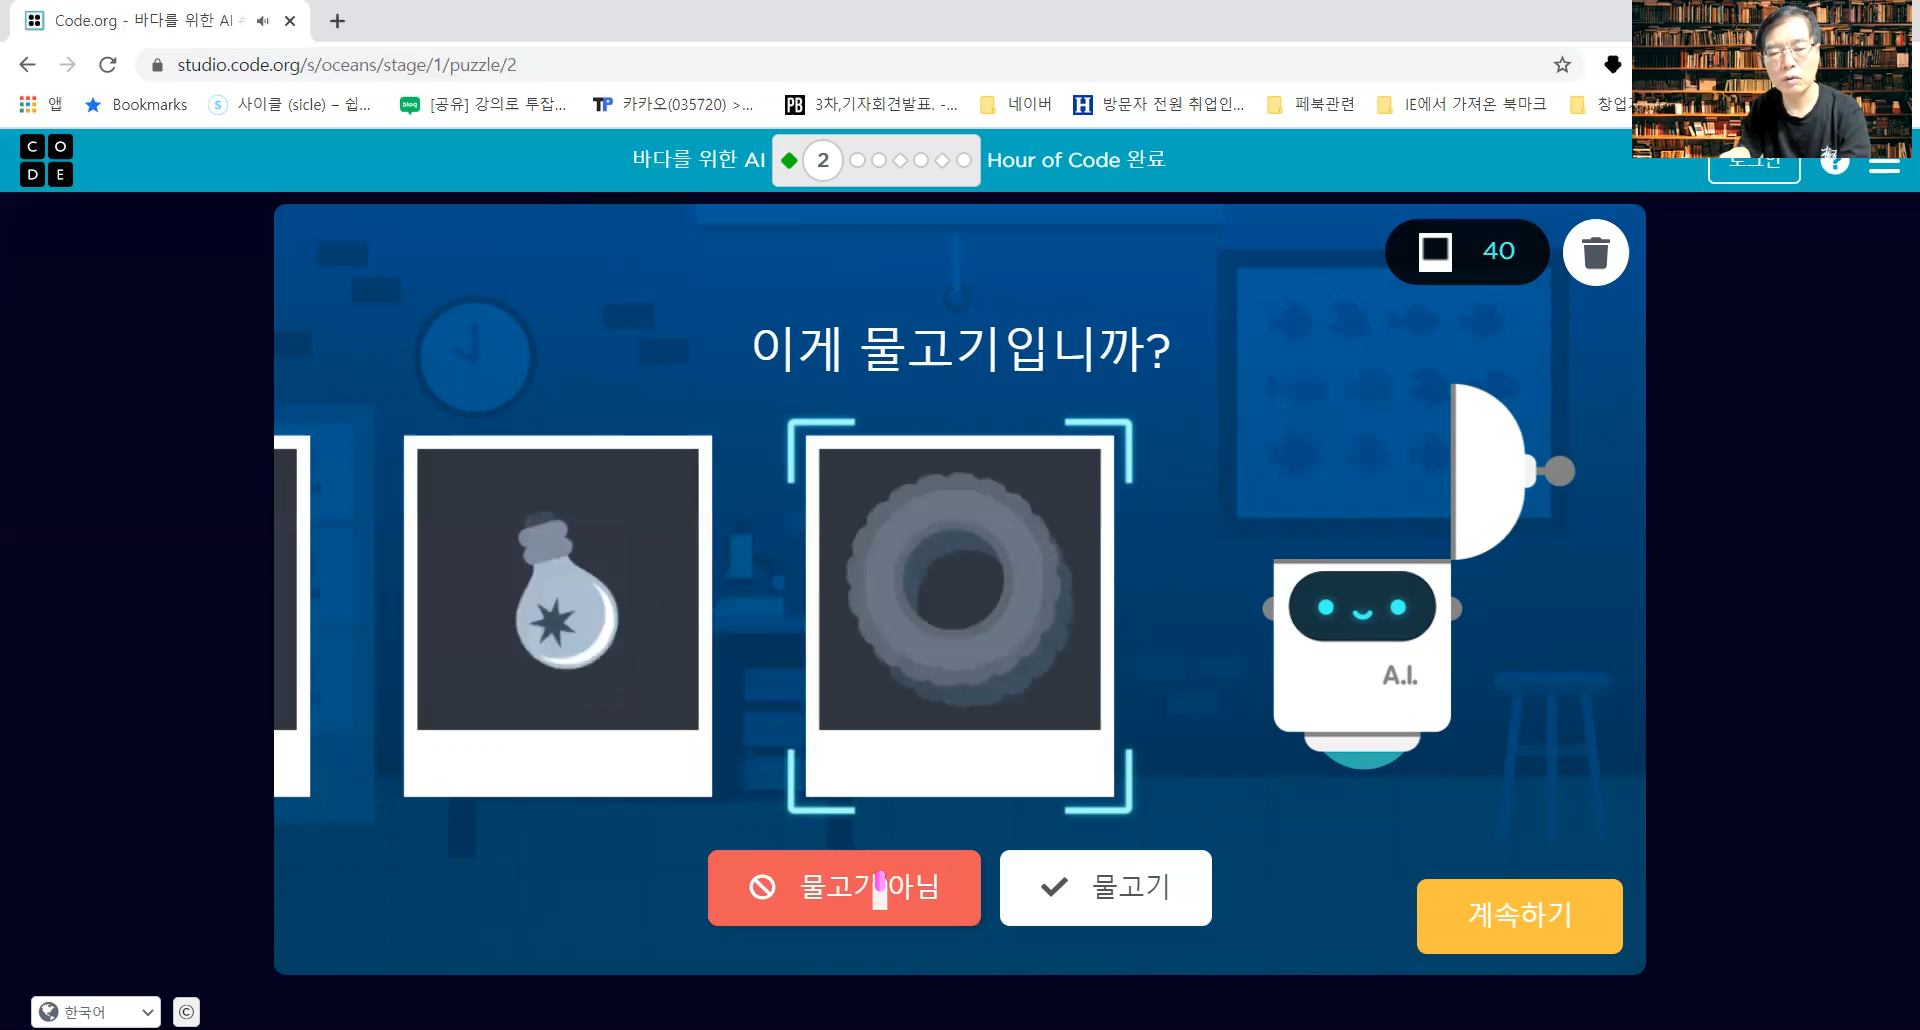 Code.org - 바다를 위한 AI
studio.code.org/s/oceans/stage/1/puzzle/2
앱
Bookmarks
사이클 (sicle) – 쉽...
[공유] 강의로 투잡...
카카오(035720) >...
3차,기자회견발표. -...
네이버
방문자 전원 취업인...
페북관련
IE에서 가져온 북마크
CODE
바다를 위한 AI
2
Hour of Code 완료
로그인
40
이게 물고기입니까?
A.I.
물고기 아님
물고기
계속하기
한국어
©